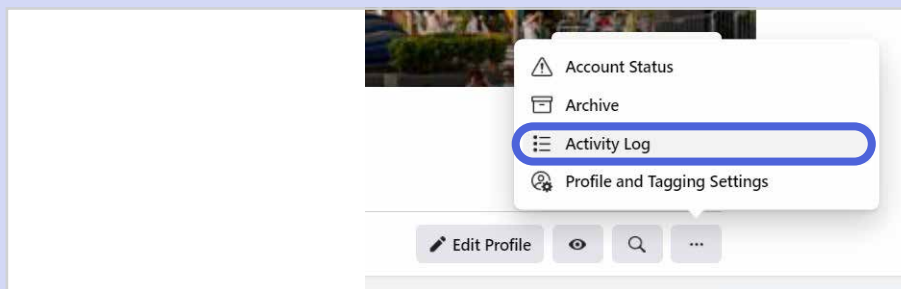 Account Status
Archive
Activity Log
Profile and Tagging Settings
Edit Profile